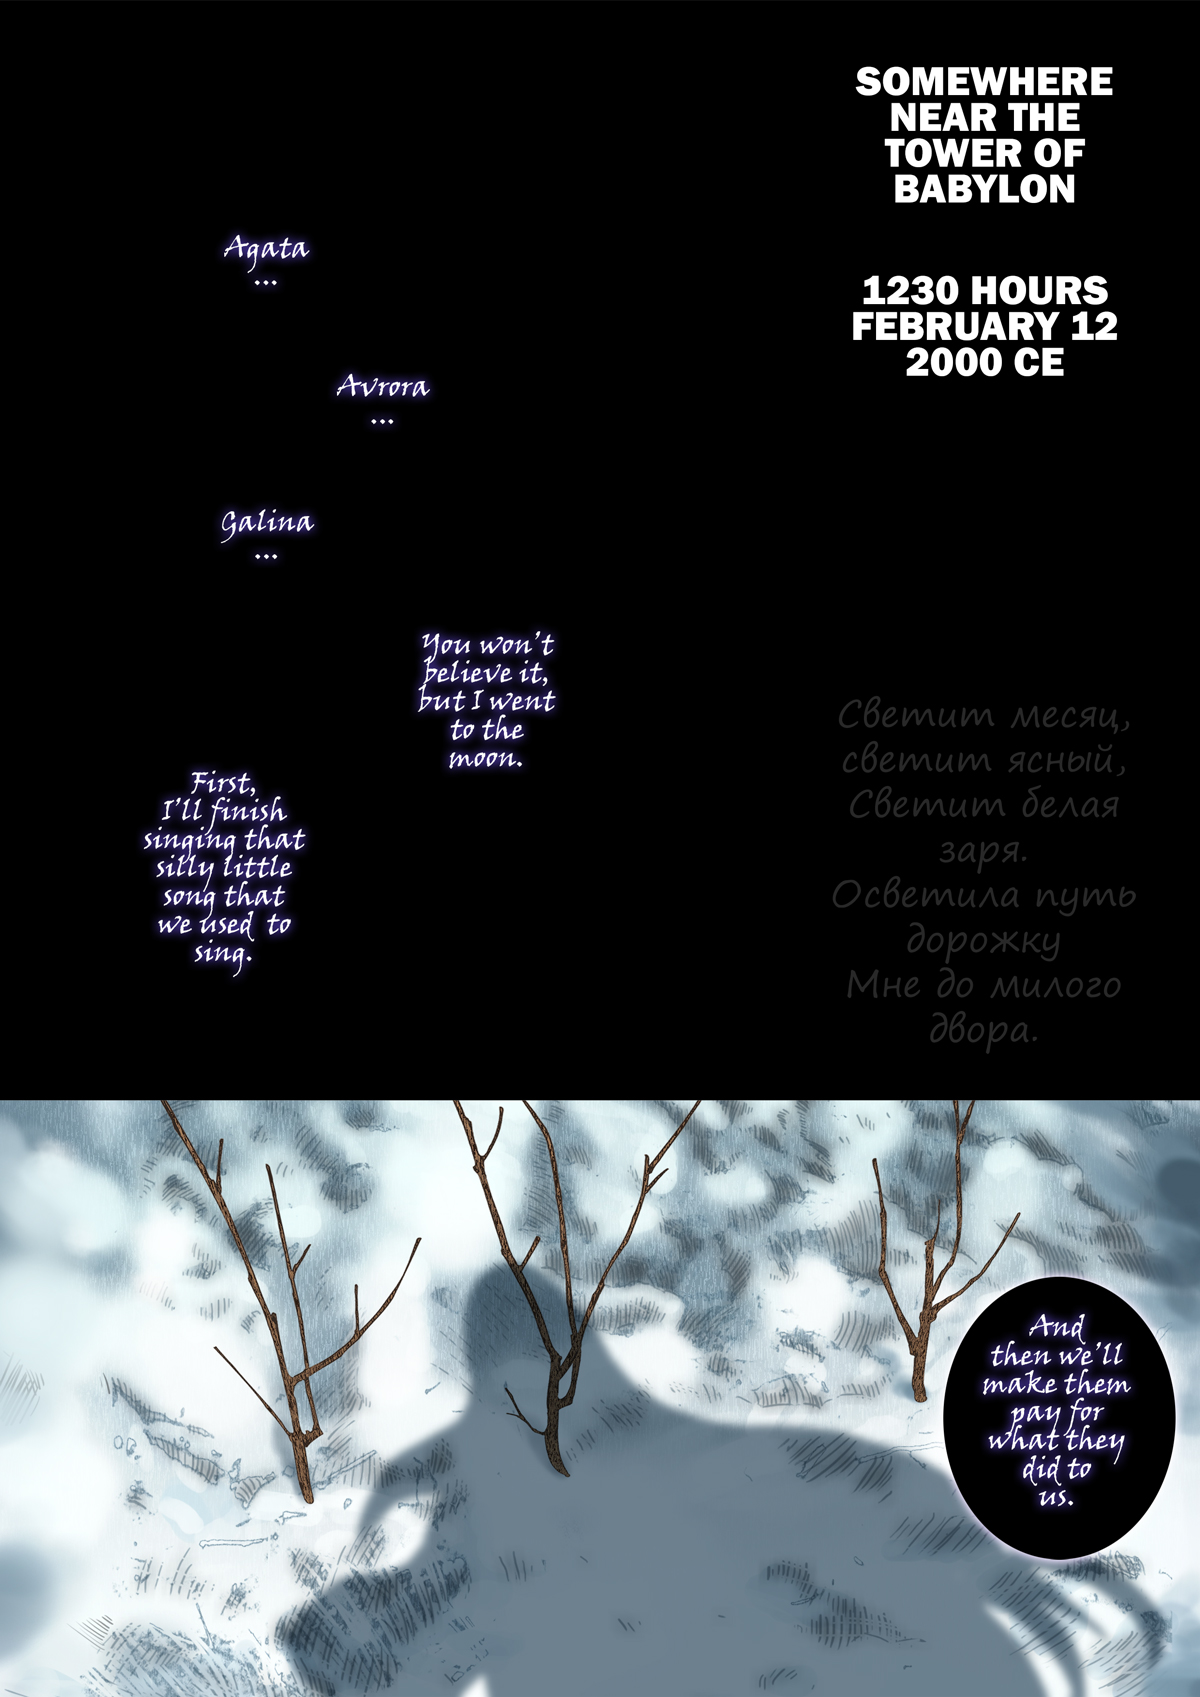 SOMEWHERE
NEAR THE
TOWER OF
BABYLON
1230 HOURS
FEBRUARY 12
2000 CE
Agata
...
Avrora
...
Galina
...
You won't
believe it,
but I went
to the
moon.
First,
I'll finish
singing that
silly little
song that
we used to
sing.
Светит месяц,
светит ясный,
Светит белая
заря.
Осветила путь
дорожку
Мне до милого
двора.
And
then we'll
make them
pay for
what they
did to
us.